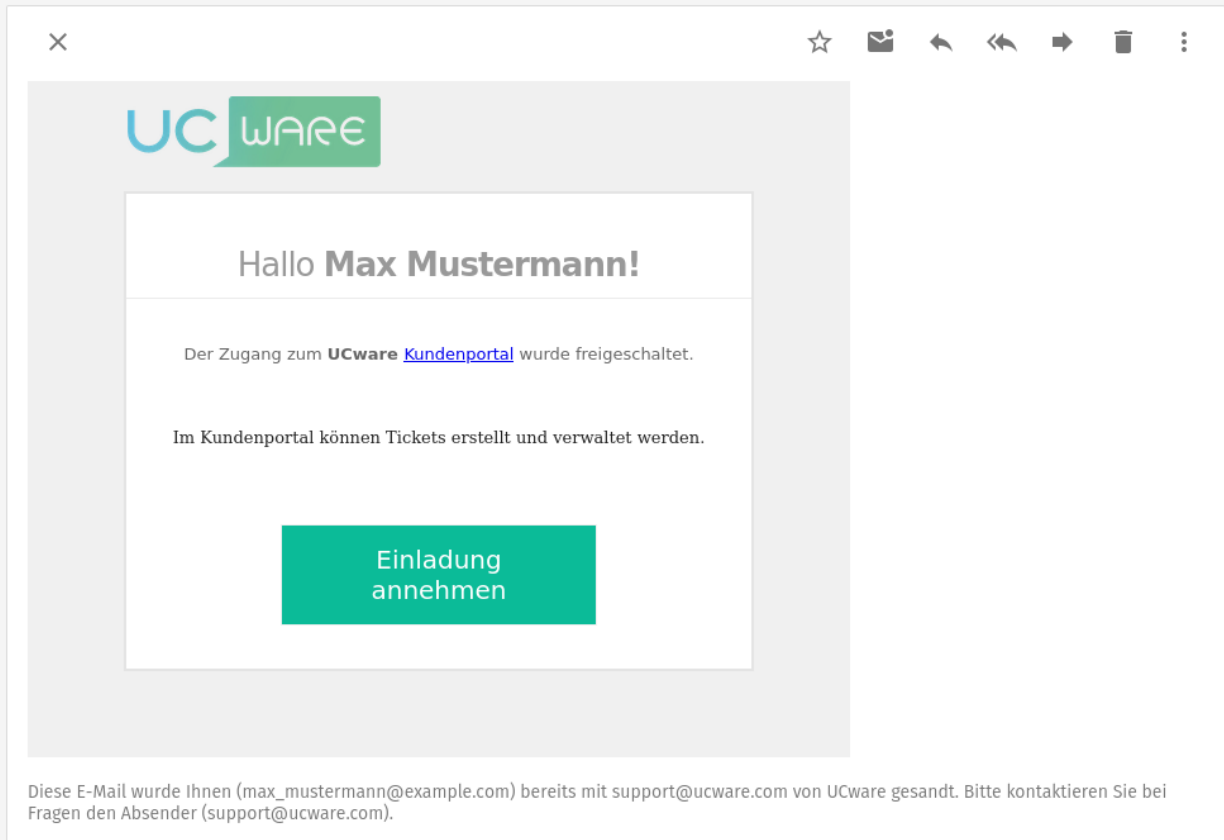 UC WARE
Hallo Max Mustermann!
Der Zugang zum UCware Kundenportal wurde freigeschaltet.
Im Kundenportal können Tickets erstellt und verwaltet werden.
Einladung
annehmen
Diese E-Mail wurde Ihnen (max_mustermann@example.com) bereits mit support@ucware.com von UCware gesandt. Bitte kontaktieren Sie bei
Fragen den Absender (support@ucware.com).